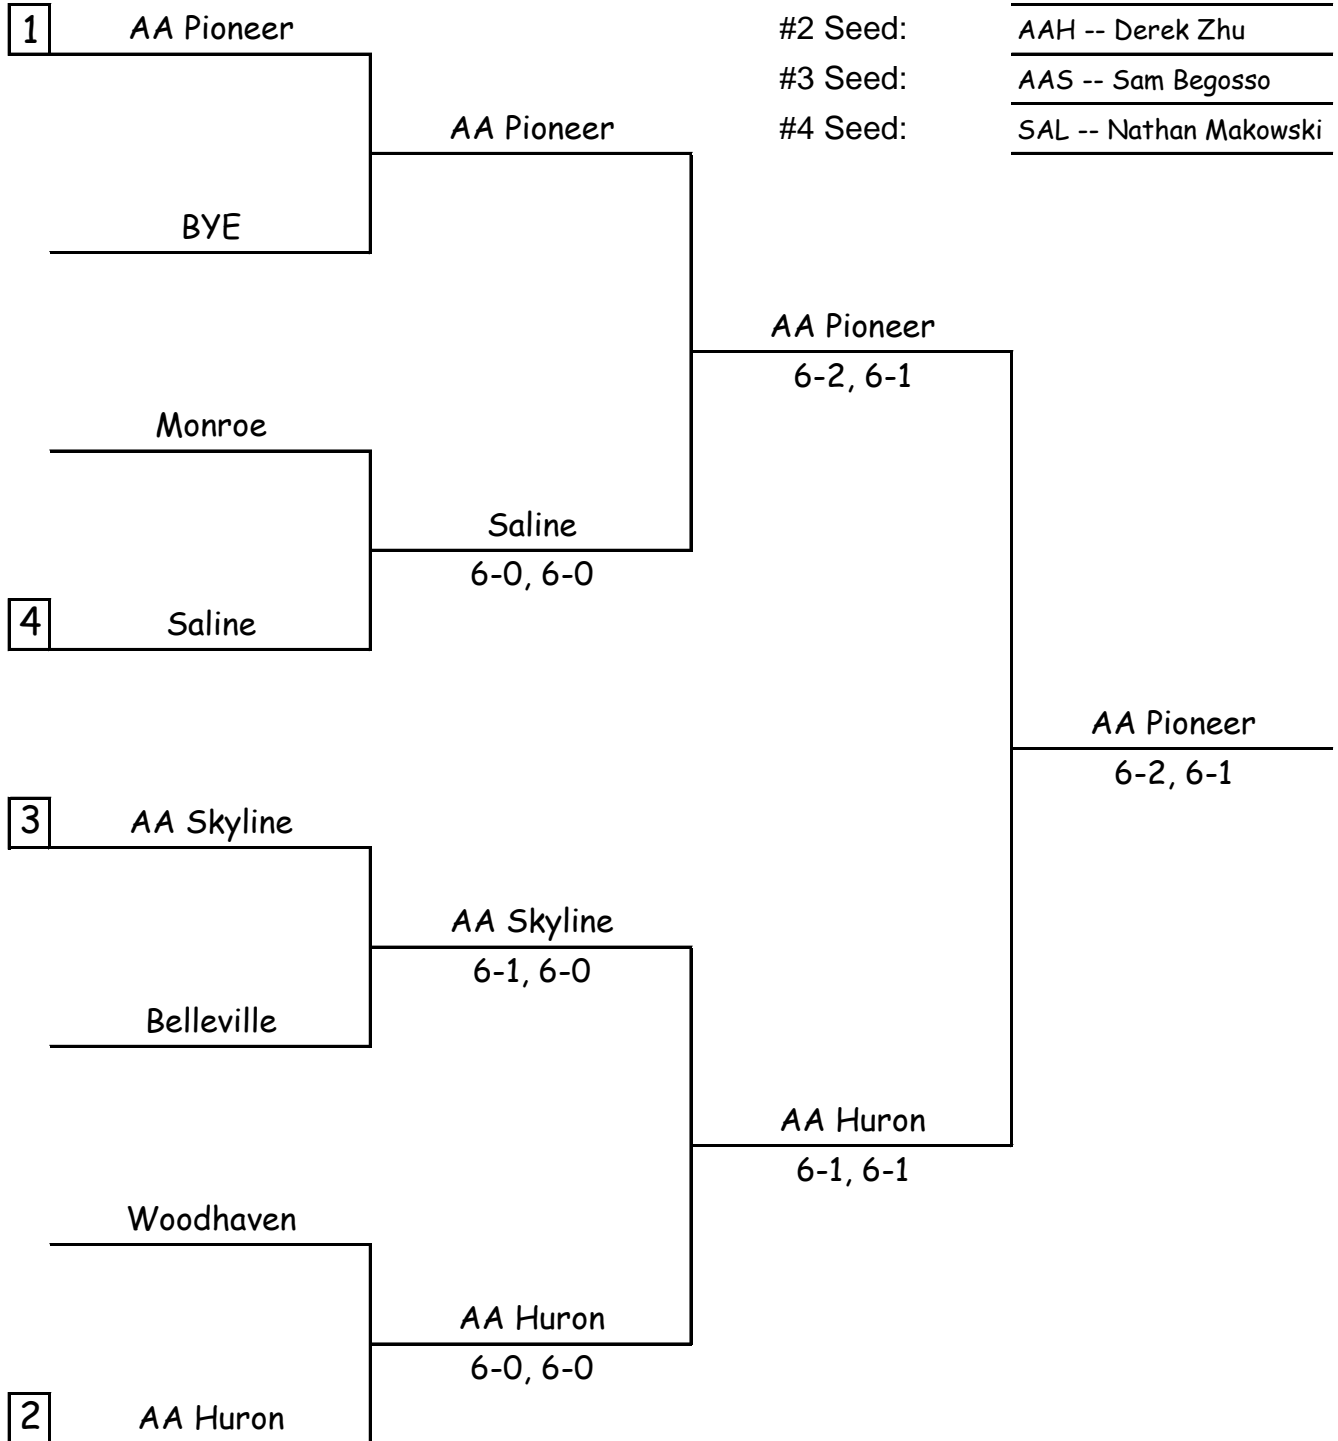 1 AA Pioneer #2 Seed: AAH -- Derek Zhu
#3 Seed: AAS -- Sam Begosso
AA Pioneer #4 Seed: SAL -- Nathan Makowski
BYE
AA Pioneer
6-2, 6-1
Monroe
Saline
6-0, 6-0
4 Saline
AA Pioneer
6-2, 6-1
3 AA Skyline
AA Skyline
6-1, 6-0
Belleville
AA Huron
6-1, 6-1
Woodhaven
AA Huron
6-0, 6-0
2 AA Huron